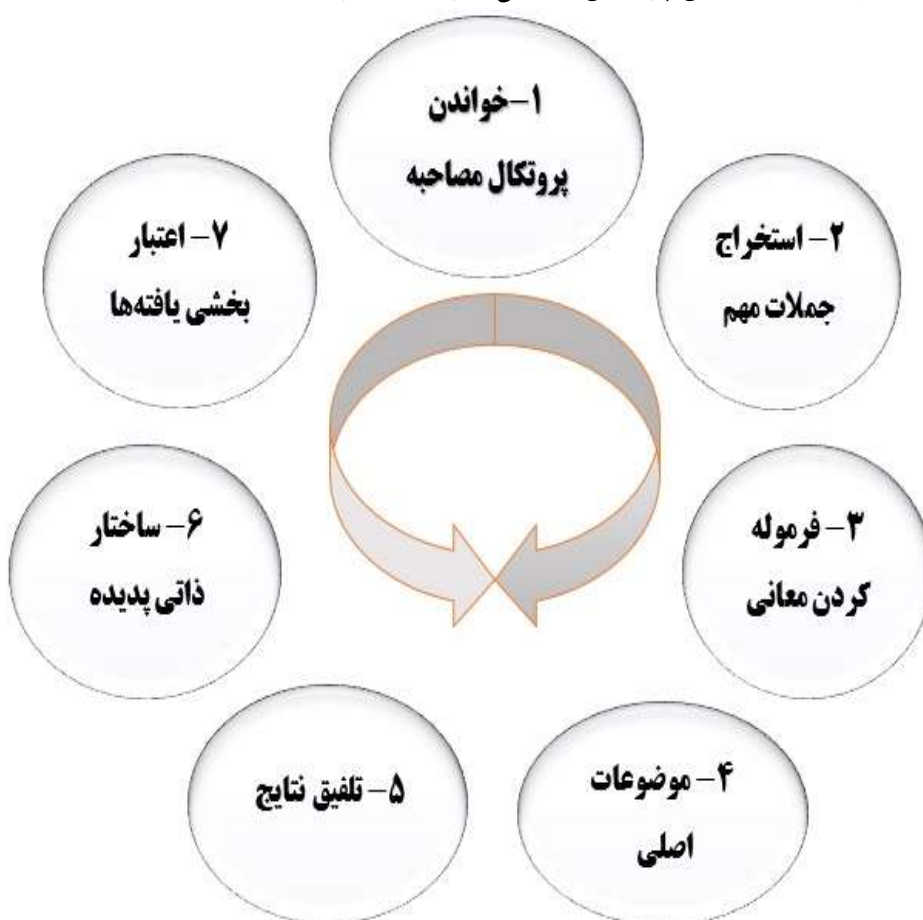 ۱-خواندن
پروتکال مصاحبه
۲- استخراج
جملات مهم
۳- فرموله
کردن معانی
۴- موضوعات
اصلی
۵- تلفیق نتایج
۶- ساختار
ذاتی پدیده
۷- اعتبار
بخشی یافته‌ها